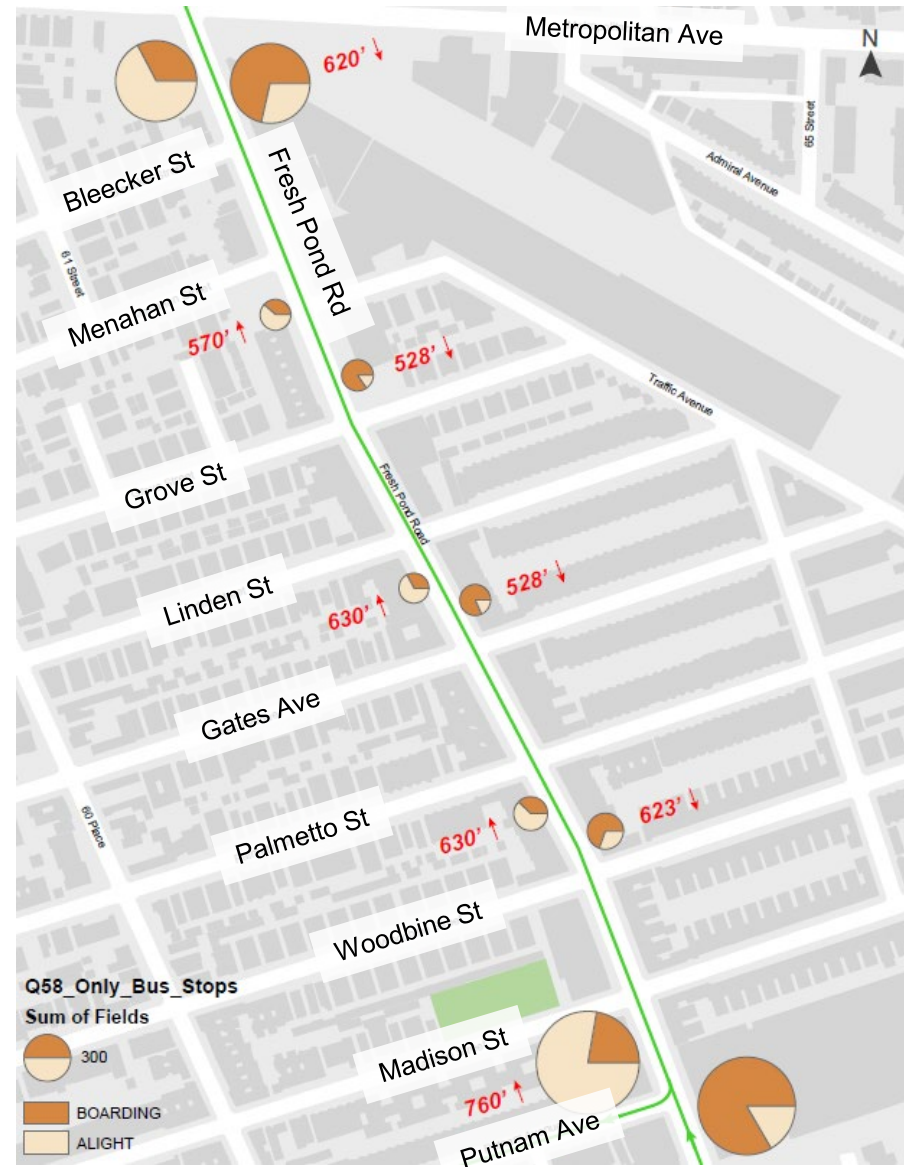 Metropolitan Ave
N
620'
65 Street
Admiral Avenue
Bleecker St
Fresh Pond Rd
61 Street
Menahan St
570'
528'
Traffic Avenue
Grove St
Fresh Pond Road
Linden St
528'
630'
Gates Ave
60 Place
Palmetto St
630'
623'
Woodbine St
Q58_Only_Bus_Stops
Sum of Fields
300
BOARDING
ALIGHT
Madison St
760'
Putnam Ave